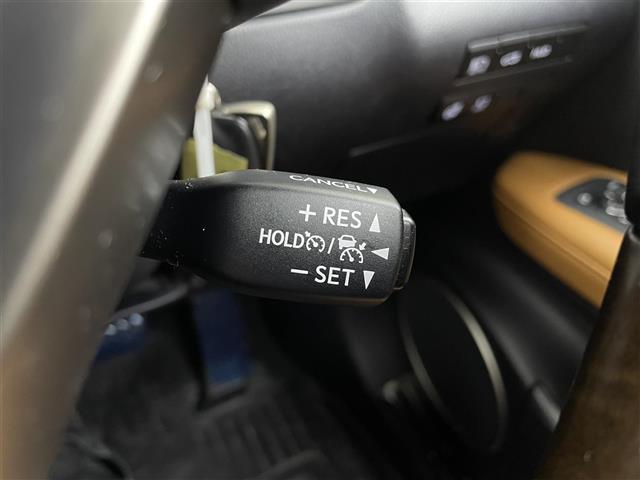 CANCEL▼
+ RES ▲
HOLD / ◀
− SET ▼